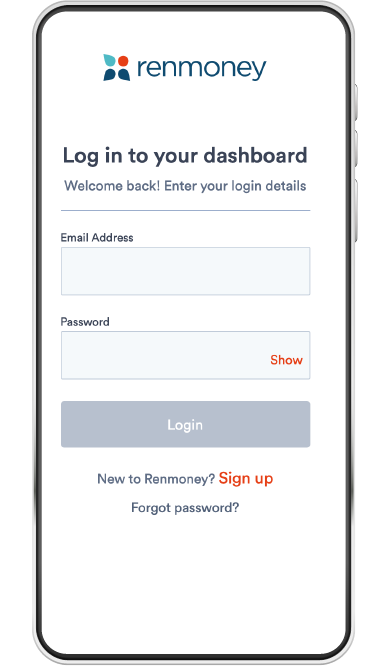 renmoney
Log in to your dashboard
Welcome back! Enter your login details
Email Address
Password
Show
Login
New to Renmoney? Sign up
Forgot password?